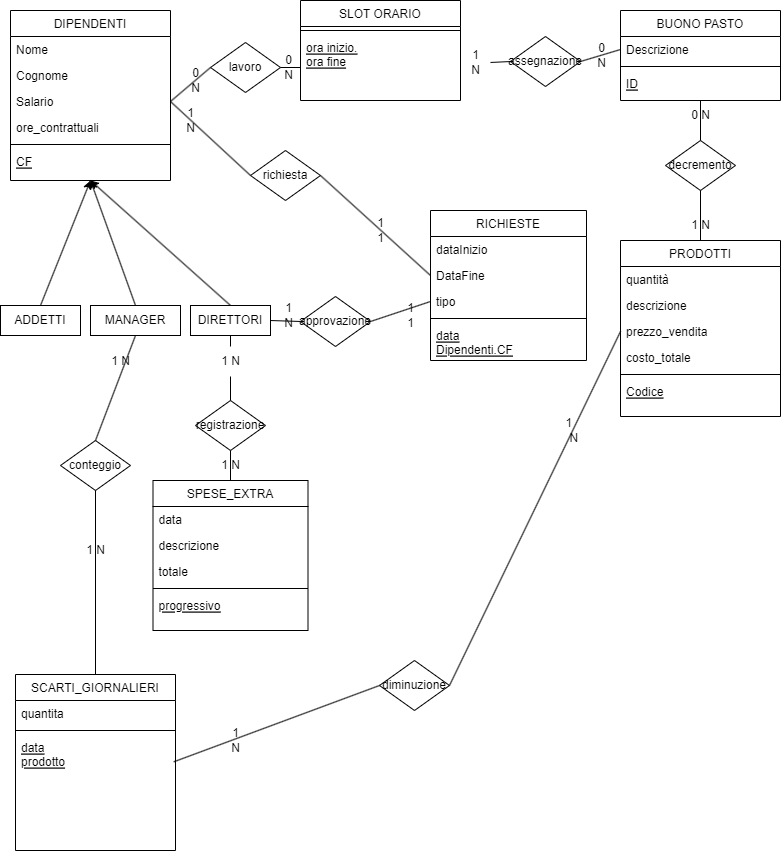 DIPENDENTI
Nome
Cognome
Salario
ore_contrattuali
CF
0
N
lavoro
0
N
SLOT ORARIO
ora inizio.
ora fine
1
N
assegnazione
0
N
BUONO PASTO
Descrizione
ID
0 N
decremento
1 N
1
N
richiesta
1
1
RICHIESTE
dataInizio
DataFine
tipo
data
Dipendenti.CF
PRODOTTI
quantità
descrizione
prezzo_vendita
costo_totale
Codice
ADDETTI
MANAGER
DIRETTORI
1
N
approvazione
1
1
1 N
1 N
conteggio
registrazione
1 N
1 N
SPESE_EXTRA
data
descrizione
totale
progressivo
1
N
diminuzione
1
N
SCARTI_GIORNALIERI
quantita
data
prodotto